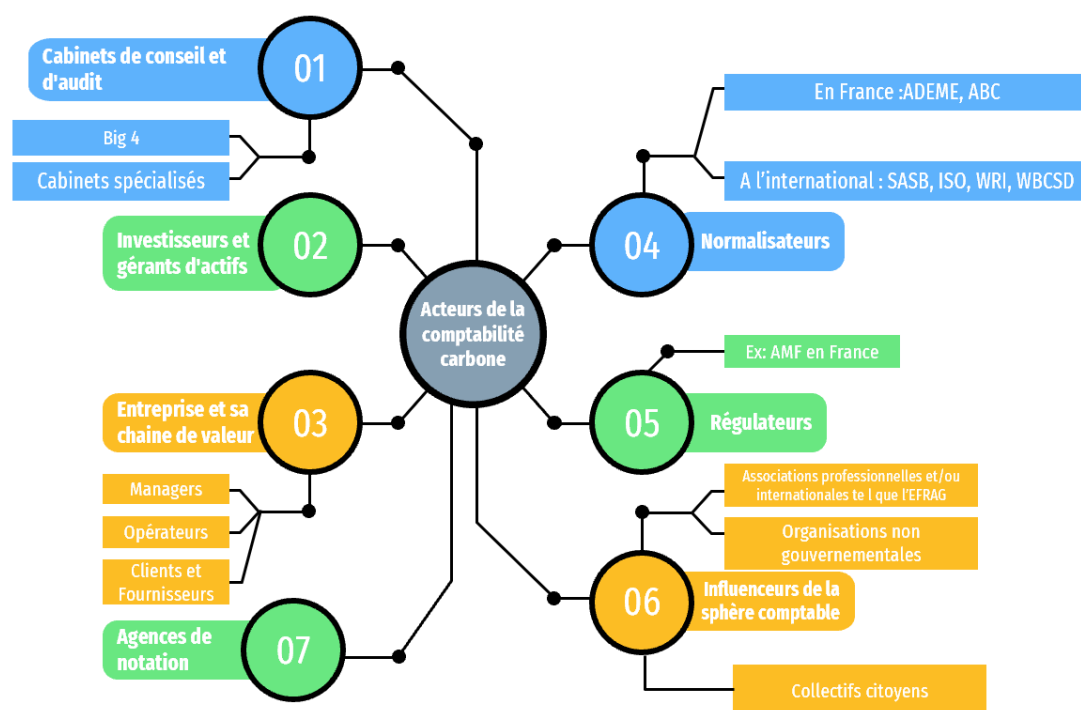 Cabinets de conseil et
d'audit
01
Big 4
Cabinets spécialisés
Investisseurs et
gérants d'actifs
02
Acteurs de la
comptabilité
carbone
Entreprise et sa
chaine de valeur
03
Managers
Opérateurs
Clients et
Fournisseurs
Agences de
notation
07
En France :ADEME, ABC
A l'international : SASB, ISO, WRI, WBCSD
04
Normalisateurs
Ex: AMF en France
05
Régulateurs
Associations professionnelles et/ou
internationales te l que l'EFRAG
Organisations non
gouvernementales
06
Influenceurs de la
sphère comptable
Collectifs citoyens